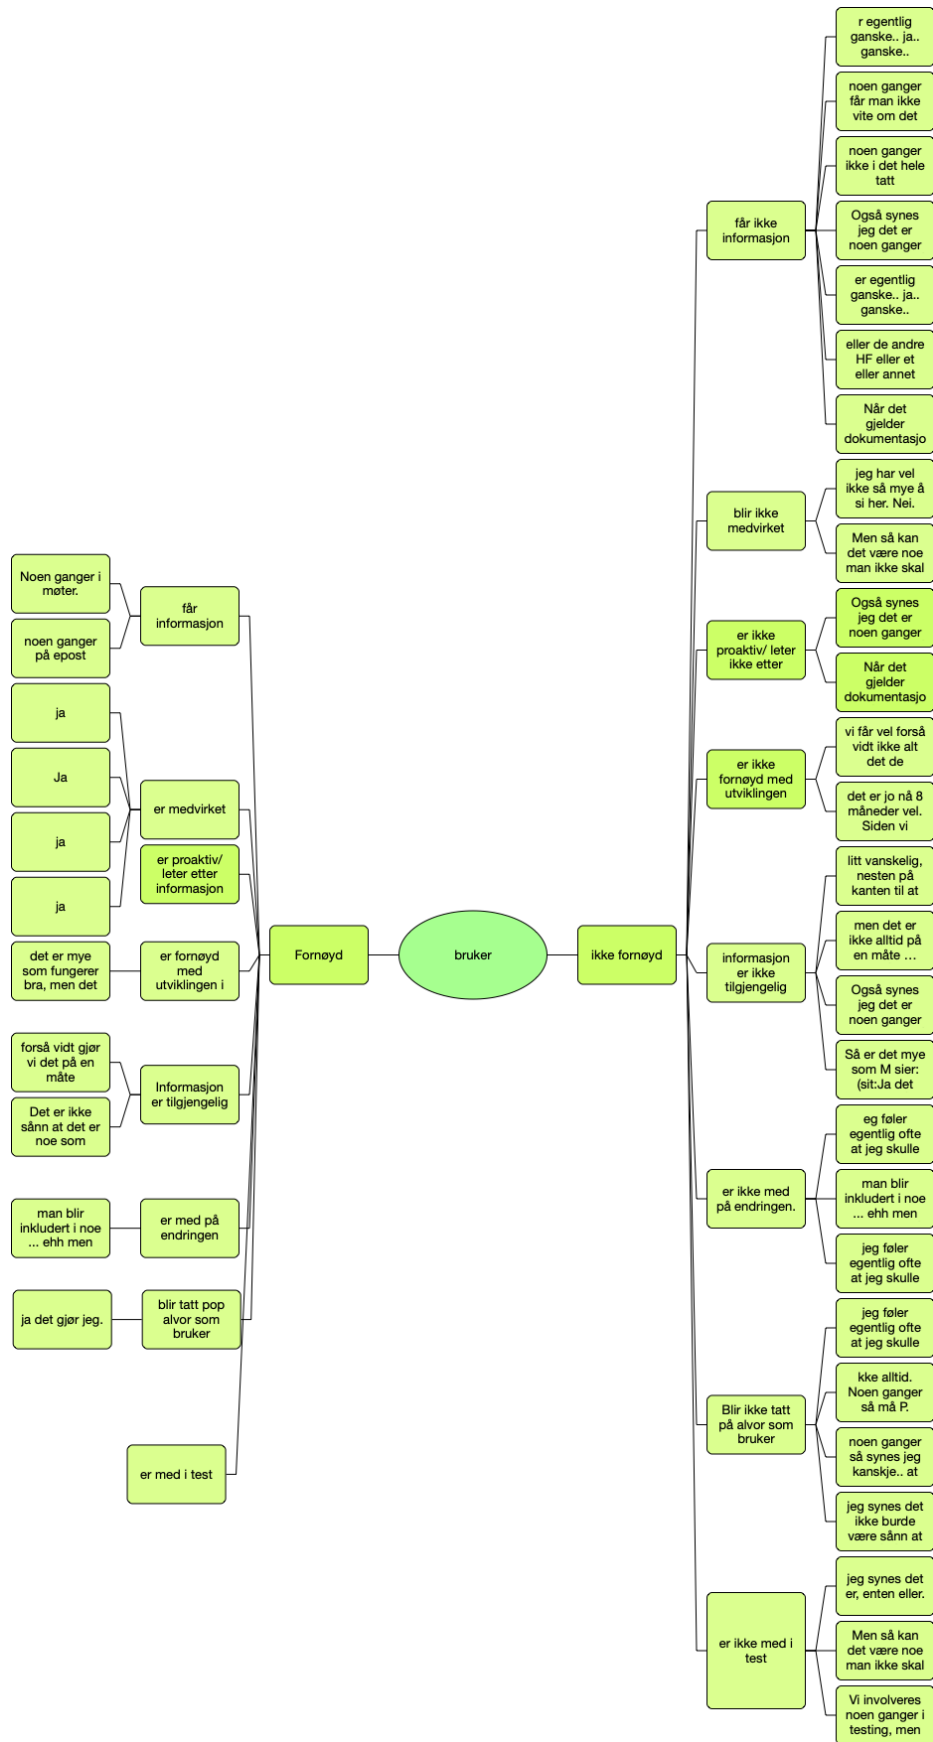 bruker
Fornøyd
får
informasjon
Noen ganger i
møter.
noen ganger
på epost
er medvirket
ja
Ja
ja
ja
er proaktiv/
leter etter
informasjon
er fornøyd
med
utviklingen i
det er mye
som fungerer
bra, men det
Informasjon
er tilgjengelig
forså vidt gjør
vi det på en
måte
Det er ikke
sånn at det er
noe som
er med på
endringen
man blir
inkludert i noe
... ehh men
blir tatt pop
alvor som
bruker
ja det gjør jeg.
er med i test
ikke fornøyd
får ikke
informasjon
r egentlig
ganske.. ja..
ganske..
noen ganger
får man ikke
vite om det
noen ganger
ikke i det hele
tatt
Også synes
jeg det er
noen ganger
er egentlig
ganske.. ja..
ganske..
eller de andre
HF eller et
eller annet
Når det
gjelder
dokumentasjo
blir ikke
medvirket
jeg har vel
ikke så mye å
si her. Nei.
Men så kan
det være noe
man ikke skal
er ikke
proaktiv/ leter
ikke etter
Også synes
jeg det er
noen ganger
Når det
gjelder
dokumentasjo
er ikke
fornøyd med
utviklingen
vi får vel forså
vidt ikke alt
det de
det er jo nå 8
måneder vel.
Siden vi
informasjon
er ikke
tilgjengelig
litt vanskelig,
nesten på
kanten til at
men det er
ikke alltid på
en måte ...
Også synes
jeg det er
noen ganger
Så er det mye
som M sier:
(sit:Ja det
er ikke med
på endringen.
eg føler
egentlig ofte
at jeg skulle
man blir
inkludert i noe
... ehh men
jeg føler
egentlig ofte
at jeg skulle
Blir ikke tatt
på alvor som
bruker
jeg føler
egentlig ofte
at jeg skulle
kke alltid.
Noen ganger
så må P.
noen ganger
så synes jeg
kanskje.. at
jeg synes det
ikke burde
være sånn at
er ikke med i
test
jeg synes det
er, enten eller.
Men så kan
det være noe
man ikke skal
Vi involveres
noen ganger i
testing, men